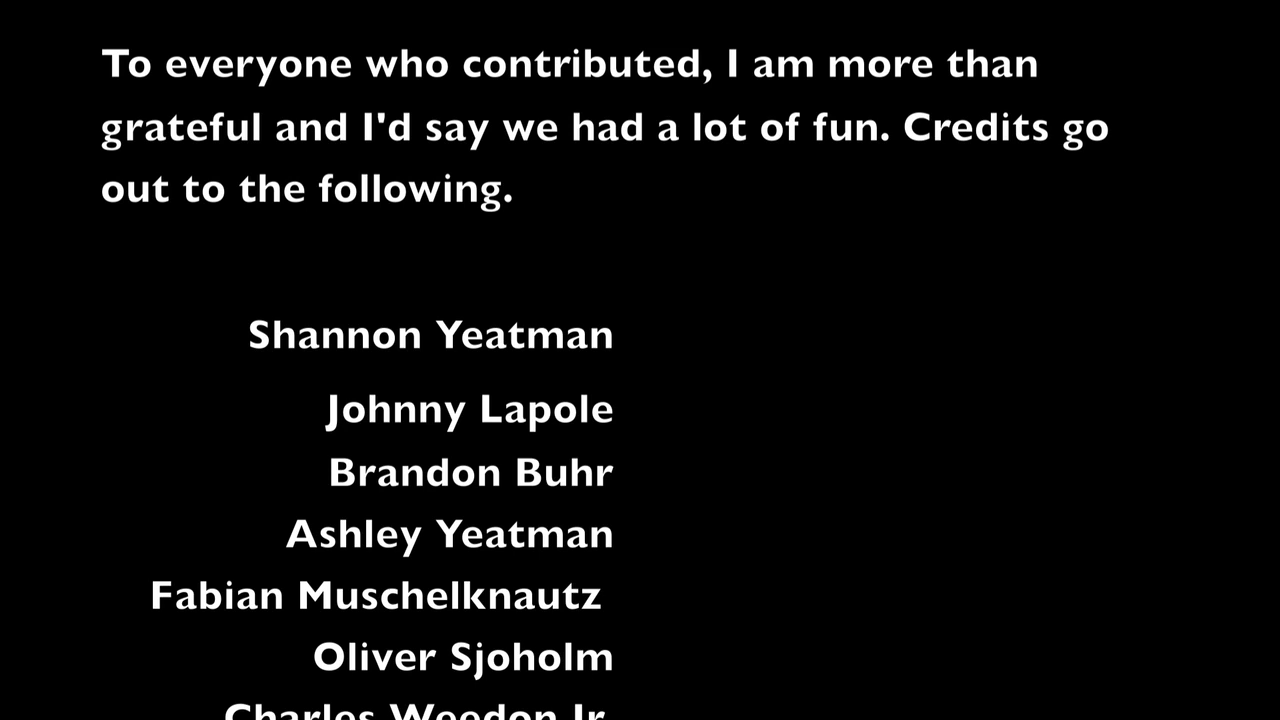 To everyone who contributed, I am more than
grateful and I'd say we had a lot of fun. Credits go
out to the following.
Shannon Yeatman
Johnny Lapole
Brandon Buhr
Ashley Yeatman
Fabian Muschelknautz
Oliver Sjoholm
Charles Weedon Jr